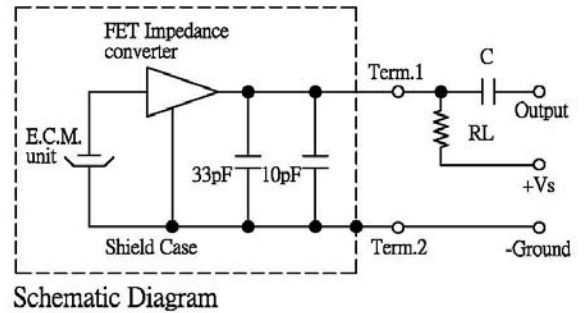 FET Impedance
converter
Term.1
C
Output
E.C.M.
unit
RL
33pF
10pF
+Vs
Shield Case
Term.2
-Ground
Schematic Diagram